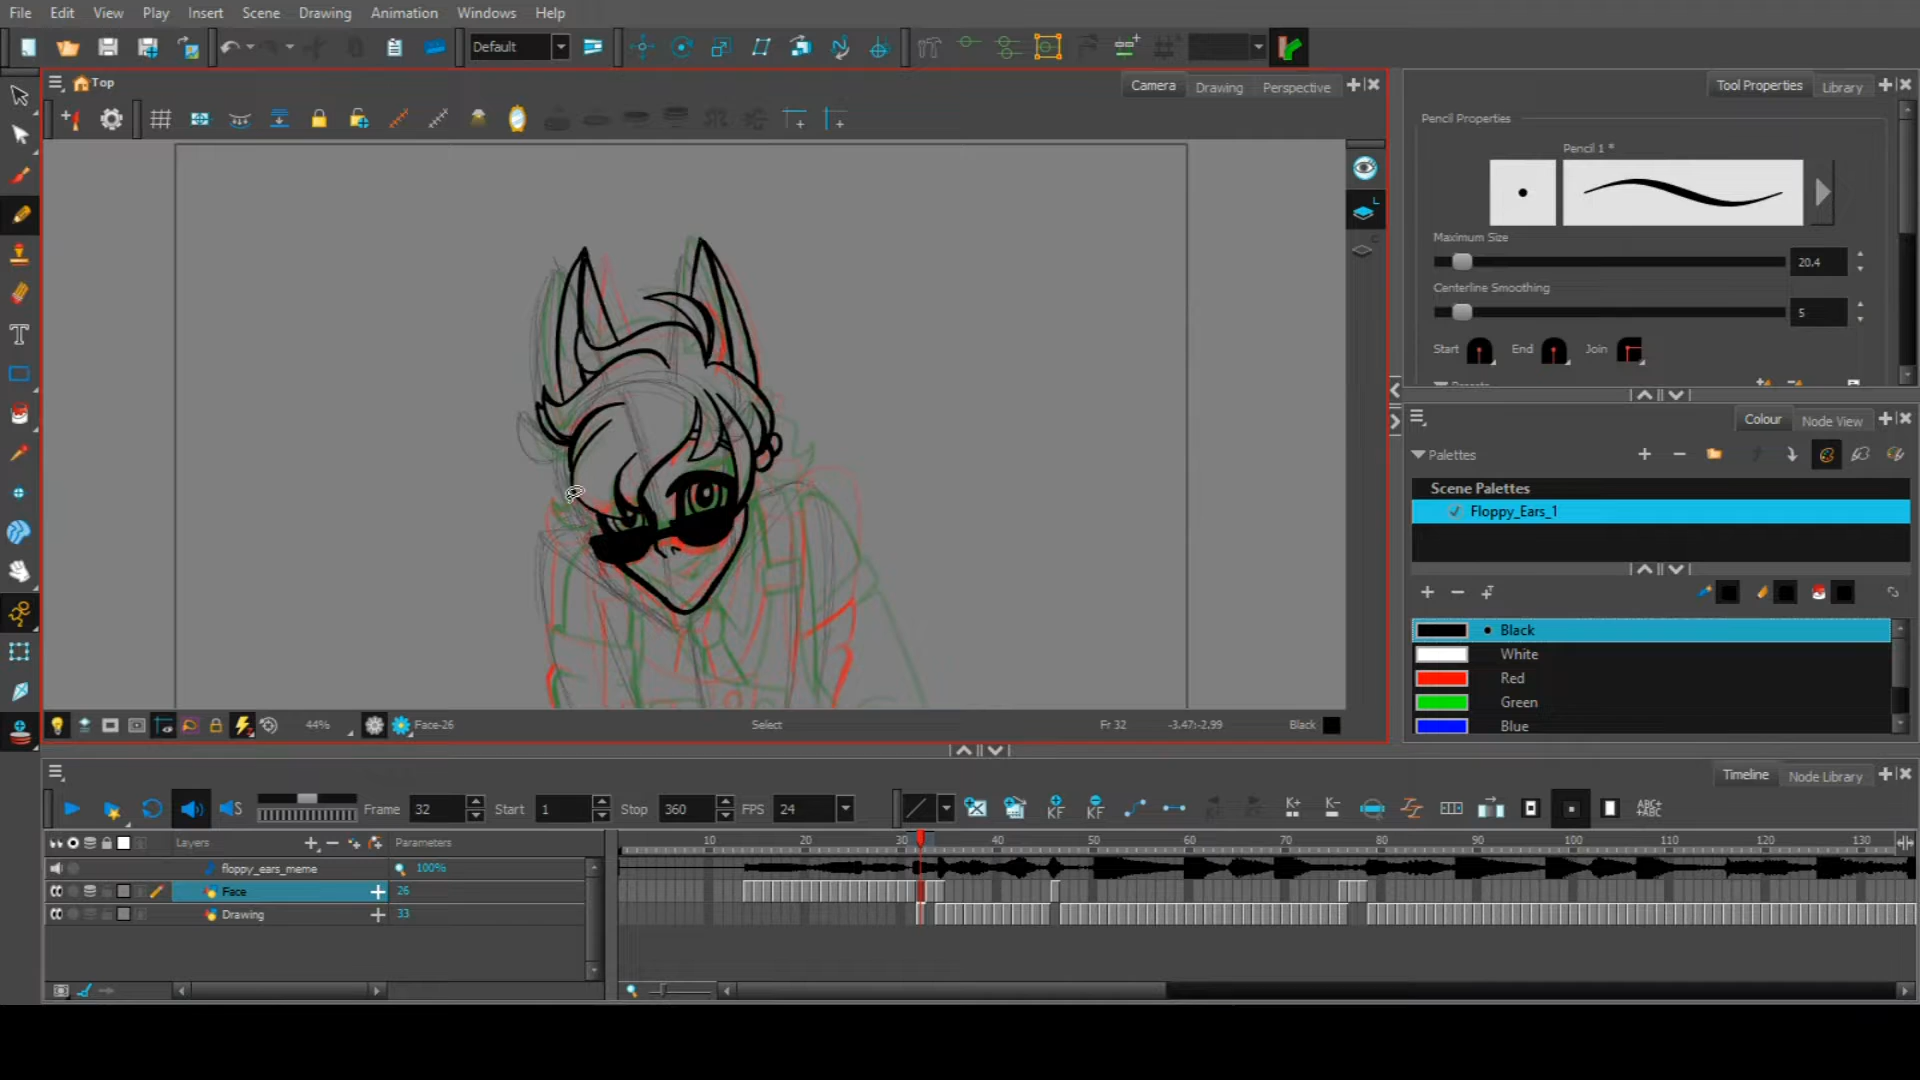 File Edit View Play Insert Scene Drawing Animation Windows Help
Default
Top
Camera Drawing Perspective
Tool Properties Library
Pencil Properties
Pencil 1 *
Maximum Size
20.4
Centerline Smoothing
5
Start End Join
Colour Node View
Palettes
Scene Palettes
Floppy_Ears_1
Black
White
Red
Green
Blue
44% Face-26 Select Fr 32 -3.47:-2.99 Black
Timeline Node Library
Frame 32 Start 1 Stop 360 FPS 24
KF KF K+ K- ABC+ +ABC
Layers Parameters
10 20 30 40 50 60 70 80 90 100 110 120 130
floppy_ears_meme 100%
Face 26
Drawing 33